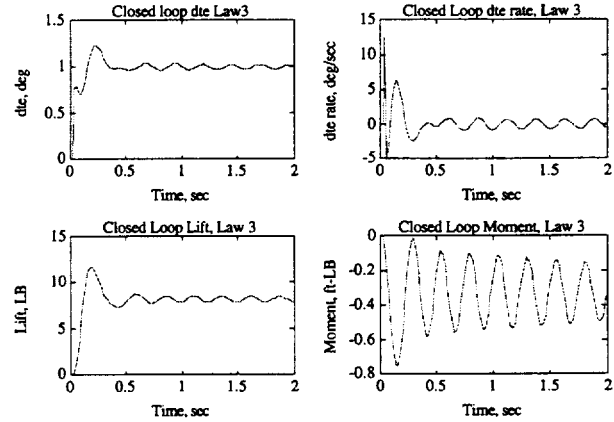 Closed loop dte Law3
1.5
1
0.5
0
dte, deg
0 0.5 1 1.5 2
Time, sec
Closed Loop dte rate, Law 3
15
10
5
0
-5
dte rate, deg/sec
0 0.5 1 1.5 2
Time, sec
Closed Loop Lift, Law 3
15
10
5
0
Lift, LB
0 0.5 1 1.5 2
Time, sec
Closed Loop Moment, Law 3
0
-0.2
-0.4
-0.6
-0.8
Moment, ft-LB
0 0.5 1 1.5 2
Time, sec